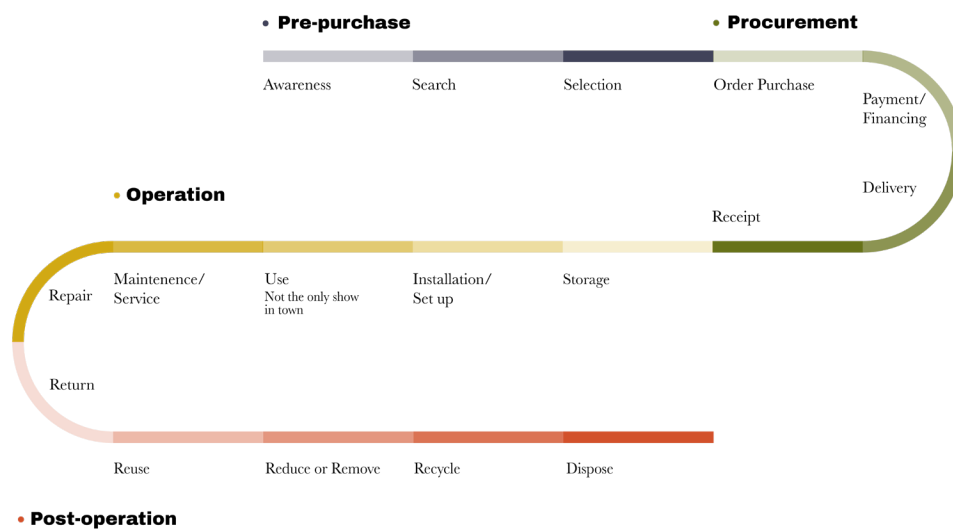 Pre-purchase
Procurement
Awareness
Search
Selection
Order Purchase
Payment/
Financing
Delivery
Receipt
Operation
Storage
Installation/
Set up
Use
Not the only show
in town
Maintenence/
Service
Repair
Return
Reuse
Reduce or Remove
Recycle
Dispose
Post-operation